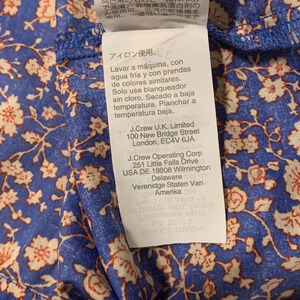 アイロン使用。
Lavar a máquina, con
agua fría y con prendas
de colores similares.
Solo use blanqueador
sin cloro. Secado a baja
temperatura. Planchar a
baja temperatura.
J.Crew U.K. Limited
100 New Bridge Street
London, EC4V 6JA
J.Crew Operating Corp
251 Little Falls Drive
USA DE 19808 Wilmington
Delaware
Verenidge Staten Van
Amerika